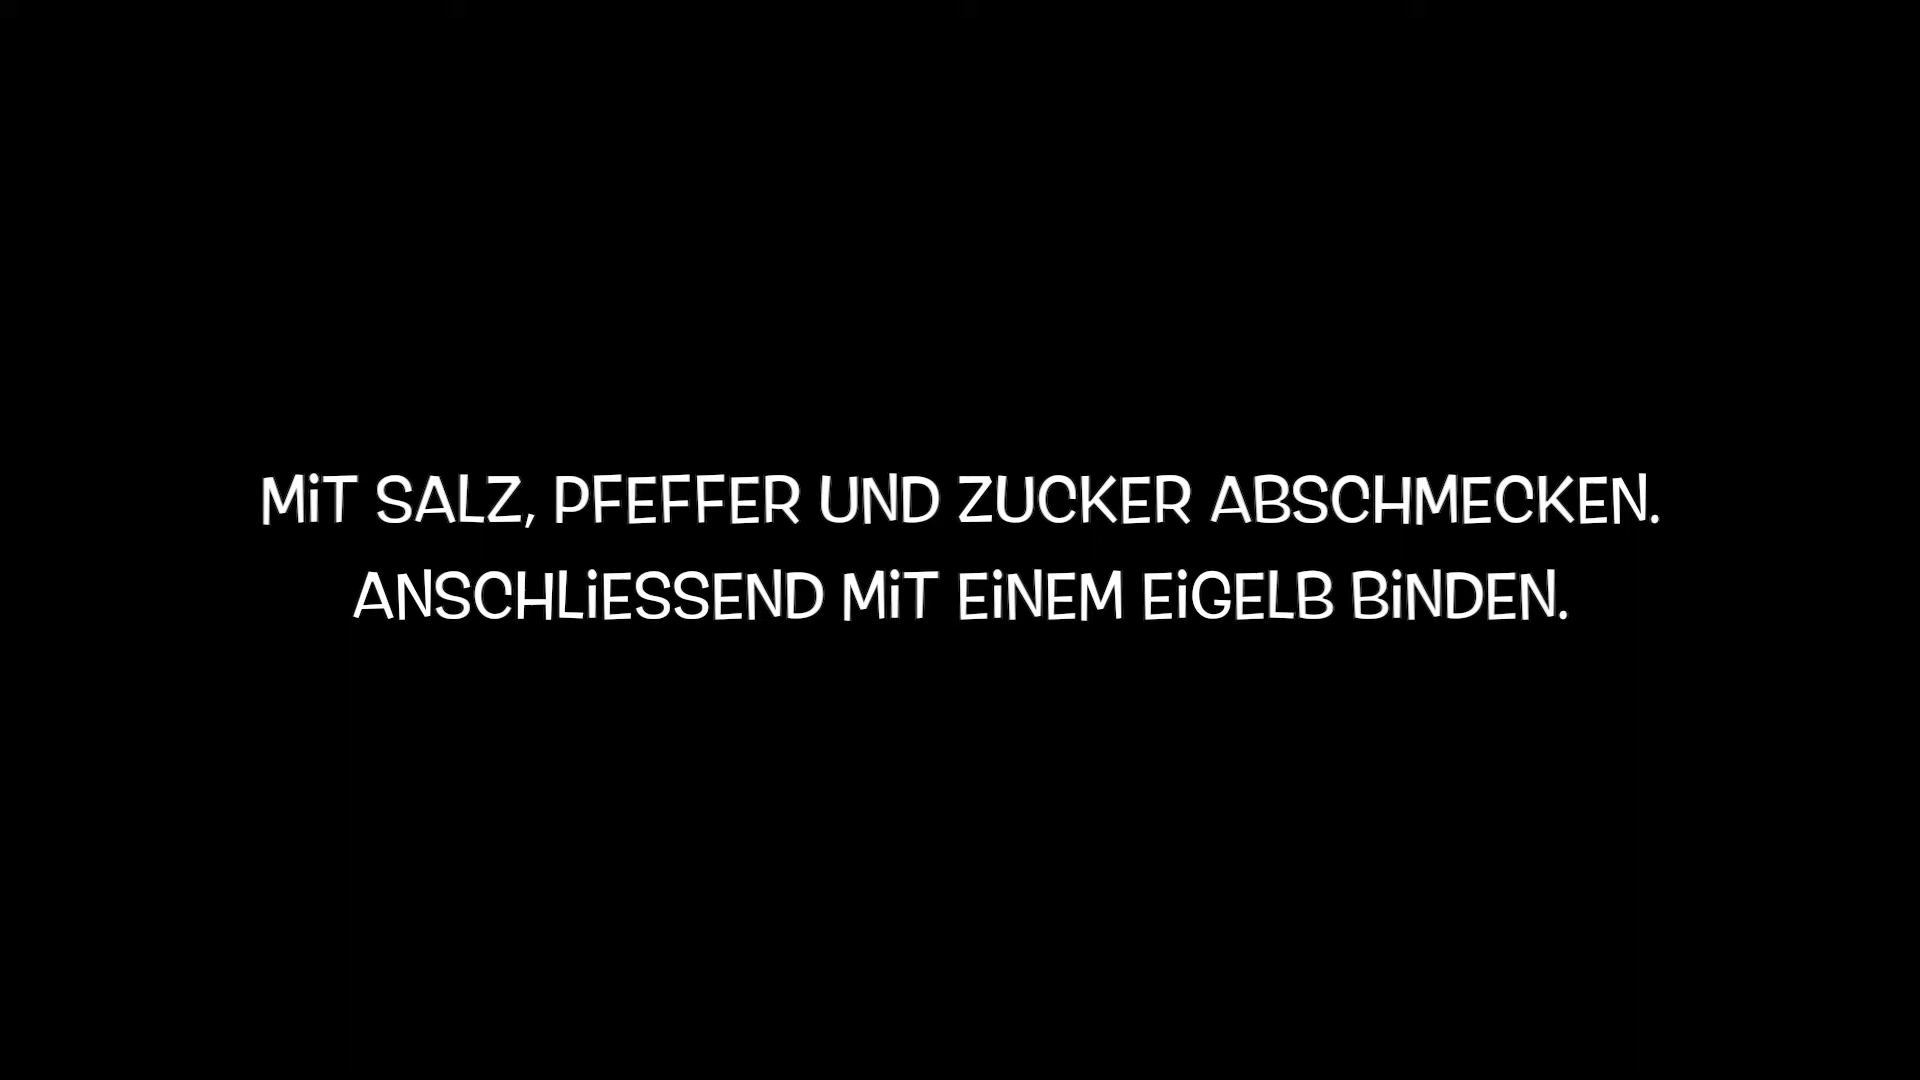 MiT SALZ, PFEFFER UND ZUCKER ABSCHMECKEN.
ANSCHLiESSEND MiT EiNEM EiGELB BiNDEN.